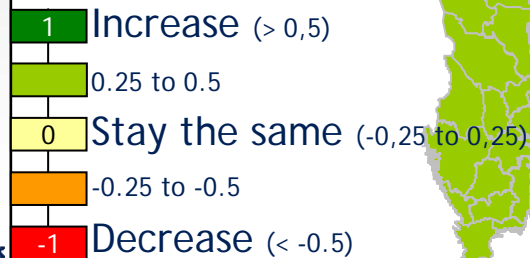 1 Increase (> 0,5)
0.25 to 0.5
0 Stay the same (-0,25 to 0,25)
-0.25 to -0.5
-1 Decrease (< -0.5)